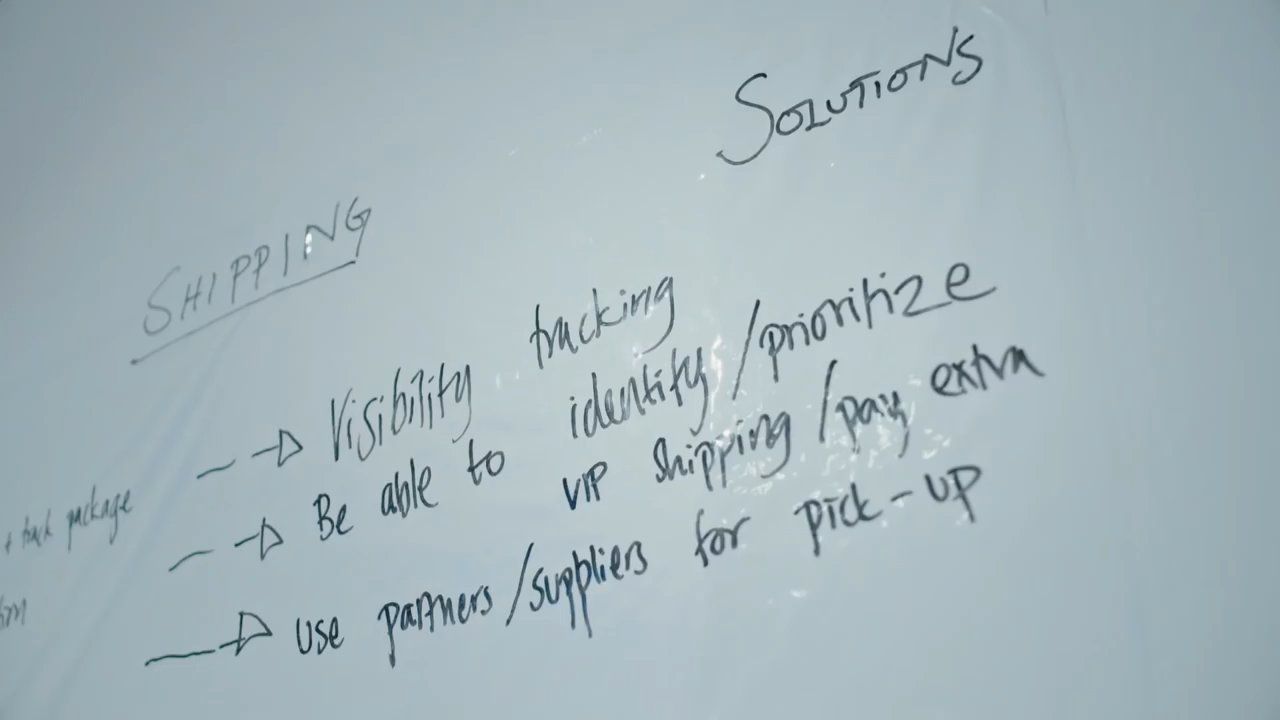 SOLUTIONS
SHIPPING
Visibility tracking
Be able to identify/prioritize
VIP shipping/pay extra
use partners/suppliers for pick-up
+ track package